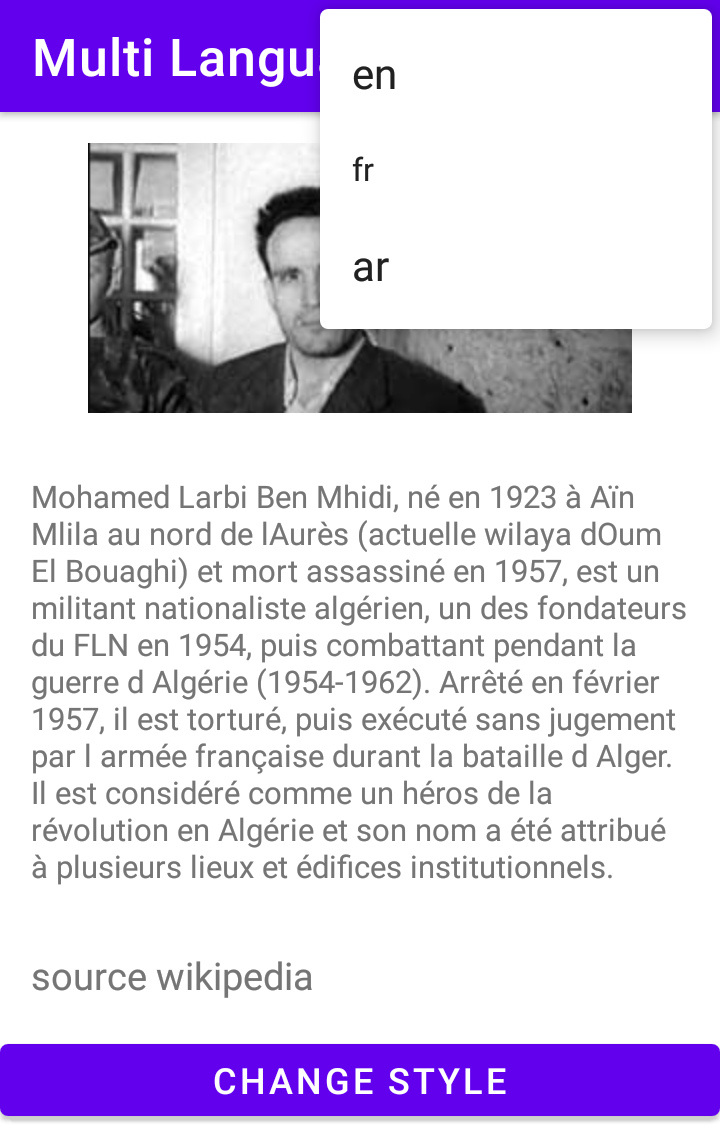 Multi Langu
en
fr
ar
Mohamed Larbi Ben Mhidi, né en 1923 à Aïn
Mlila au nord de lAurès (actuelle wilaya dOum
El Bouaghi) et mort assassiné en 1957, est un
militant nationaliste algérien, un des fondateurs
du FLN en 1954, puis combattant pendant la
guerre d Algérie (1954-1962). Arrêté en février
1957, il est torturé, puis exécuté sans jugement
par l armée française durant la bataille d Alger.
Il est considéré comme un héros de la
révolution en Algérie et son nom a été attribué
à plusieurs lieux et édifices institutionnels.
source wikipedia
CHANGE STYLE